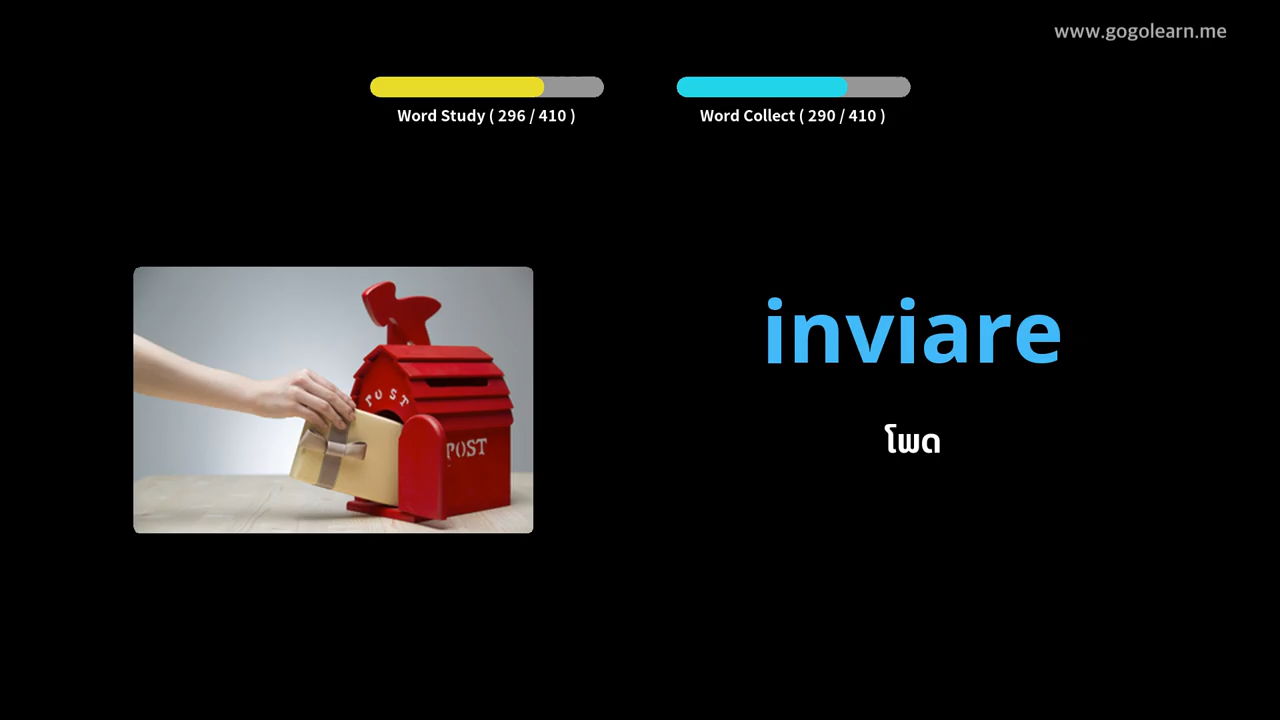 www.gogolearn.me
Word Study ( 296 / 410 )
Word Collect ( 290 / 410 )
inviare
โพด
POST
POST